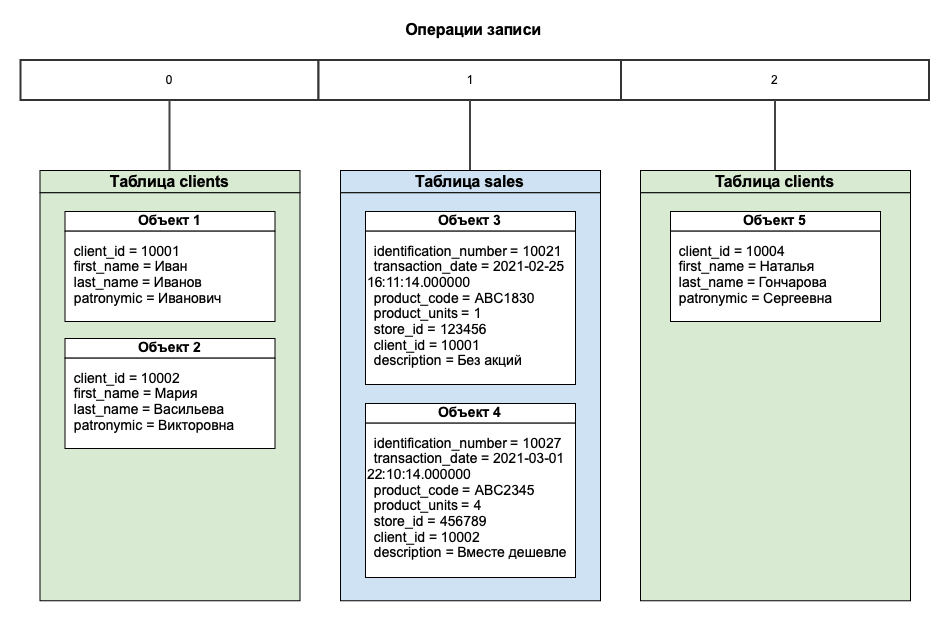 Операции записи
0
1
2
Таблица clients
Объект 1
client_id = 10001
first_name = Иван
last_name = Иванов
patronymic = Иванович
Объект 2
client_id = 10002
first_name = Мария
last_name = Васильева
patronymic = Викторовна
Таблица sales
Объект 3
identification_number = 10021
transaction_date = 2021-02-25
16:11:14.000000
product_code = ABC1830
product_units = 1
store_id = 123456
client_id = 10001
description = Без акций
Объект 4
identification_number = 10027
transaction_date = 2021-03-01
22:10:14.000000
product_code = ABC2345
product_units = 4
store_id = 456789
client_id = 10002
description = Вместе дешевле
Таблица clients
Объект 5
client_id = 10004
first_name = Наталья
last_name = Гончарова
patronymic = Сергеевна